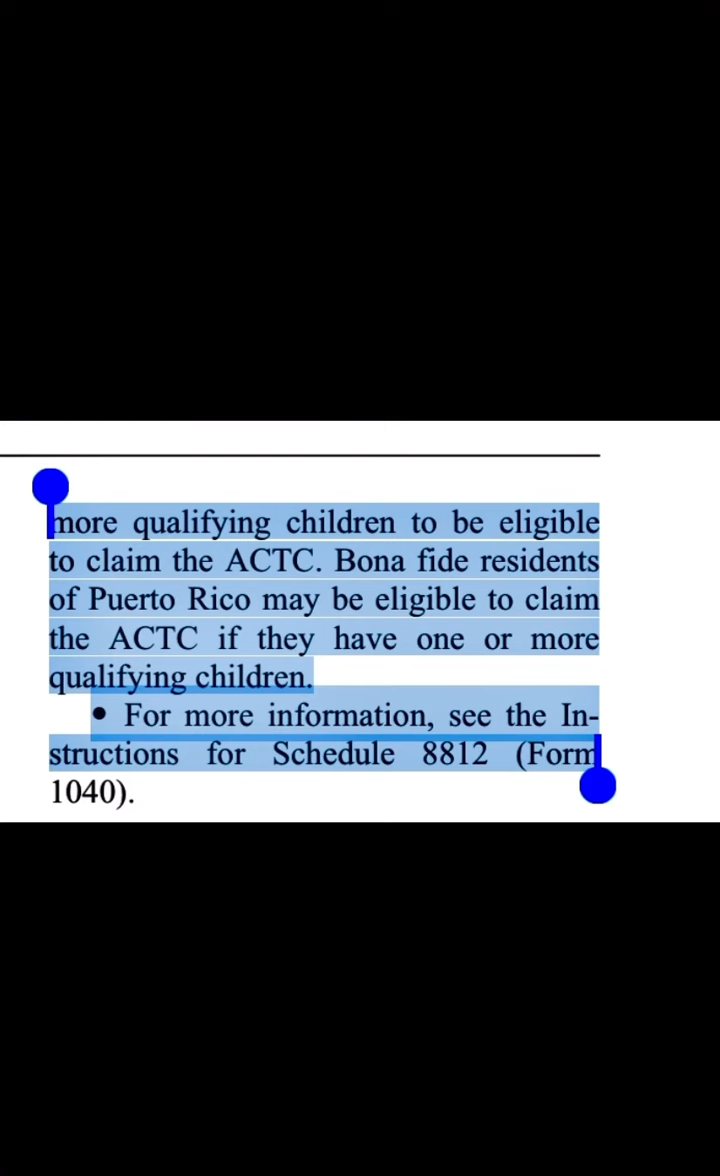 more qualifying children to be eligible
to claim the ACTC. Bona fide residents
of Puerto Rico may be eligible to claim
the ACTC if they have one or more
qualifying children.
• For more information, see the In-
structions for Schedule 8812 (Form
1040).